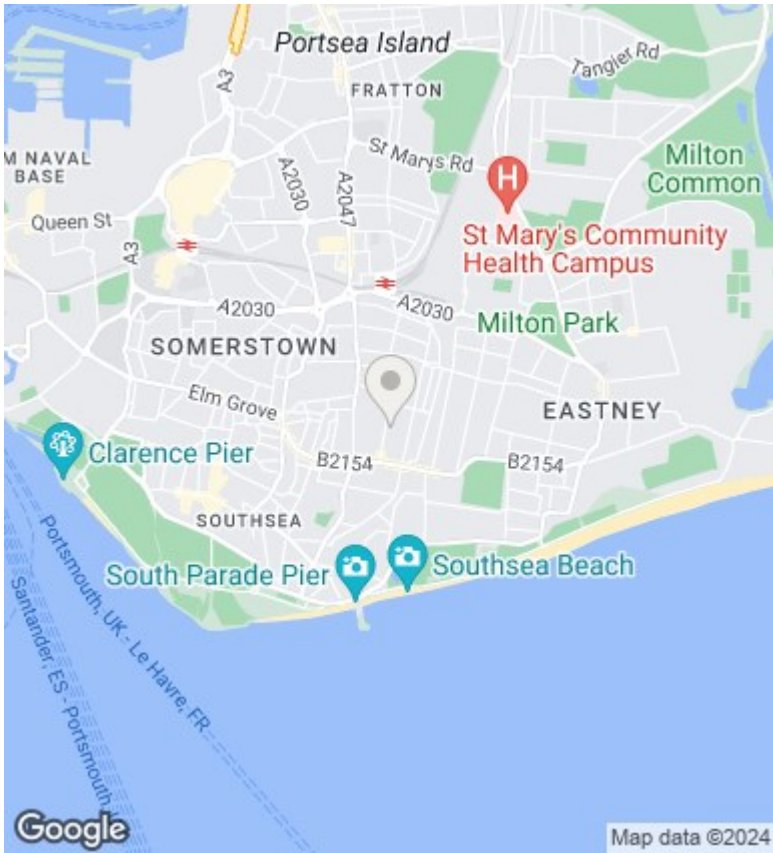 Portsea Island
Tangier Rd
A3
FRATTON
St Marys Rd
M NAVAL
BASE
A2030
A2047
Milton
Common
H
Queen St
A3
St Mary's Community
Health Campus
A2030
A2030
Milton Park
SOMERSTOWN
Elm Grove
EASTNEY
Clarence Pier
B2154
B2154
SOUTHSEA
South Parade Pier
Southsea Beach
Portsmouth, UK - Le Havre, FR
Santander, ES - Portsmouth,
Google
Map data ©2024